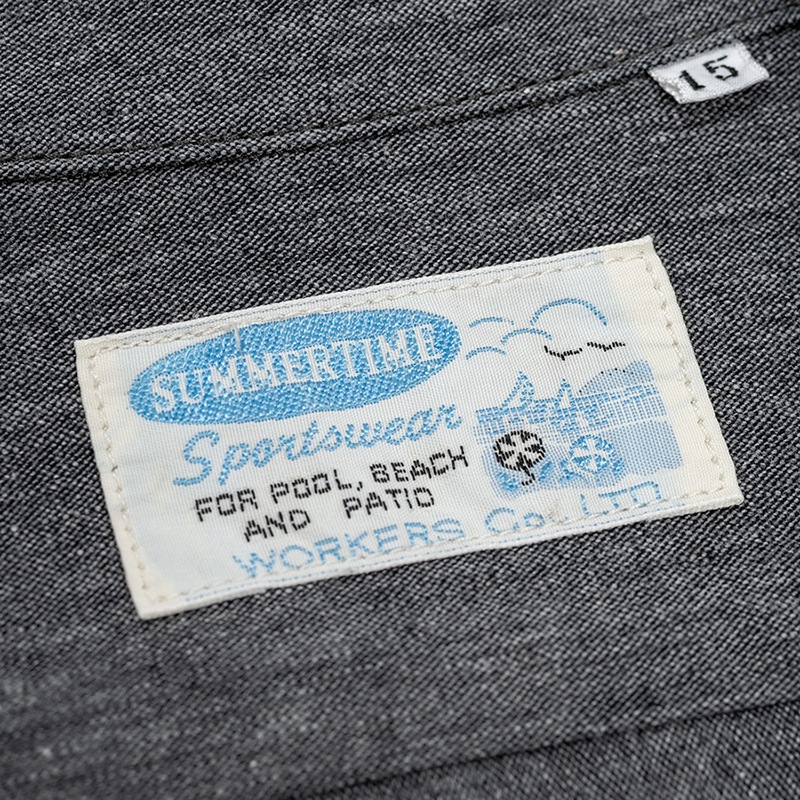 15
SUMMERTIME
Sportswear
FOR POOL, BEACH
AND PATIO
WORKERS Co., LTD